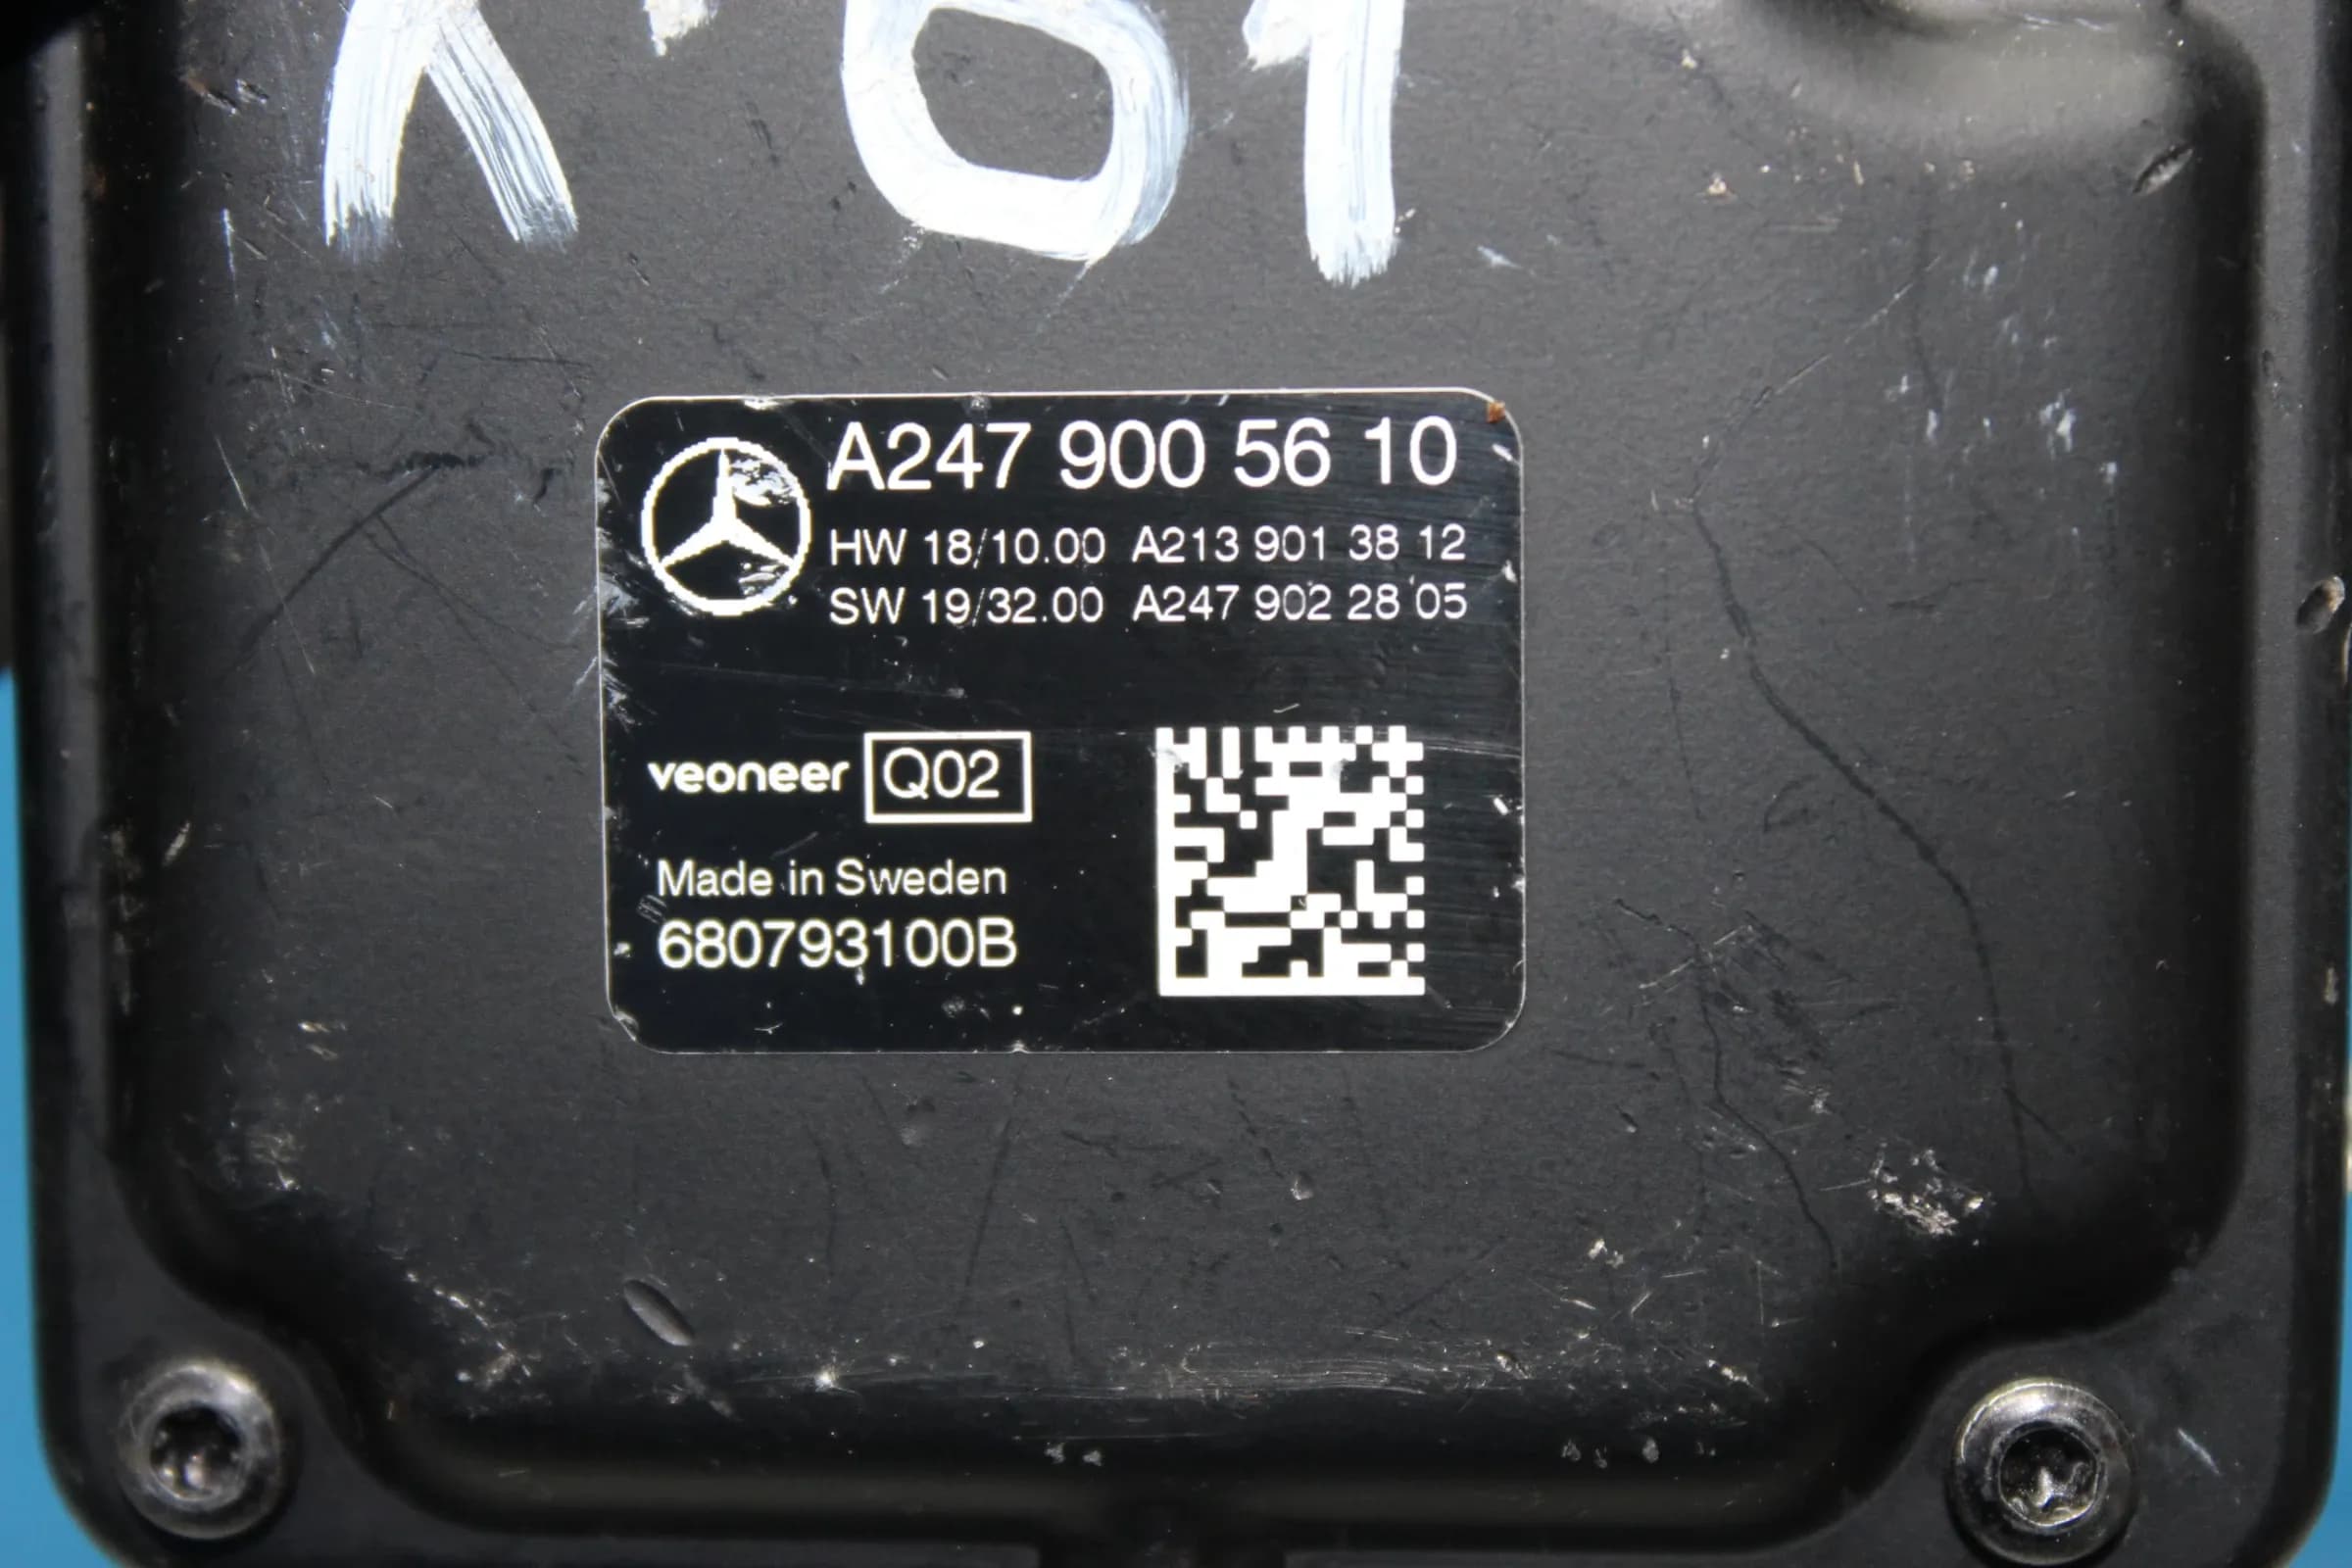 A247 900 56 10
HW 18/10.00 A213 901 38 12
SW 19/32.00 A247 902 28 05
veoneer Q02
Made in Sweden
680793100B